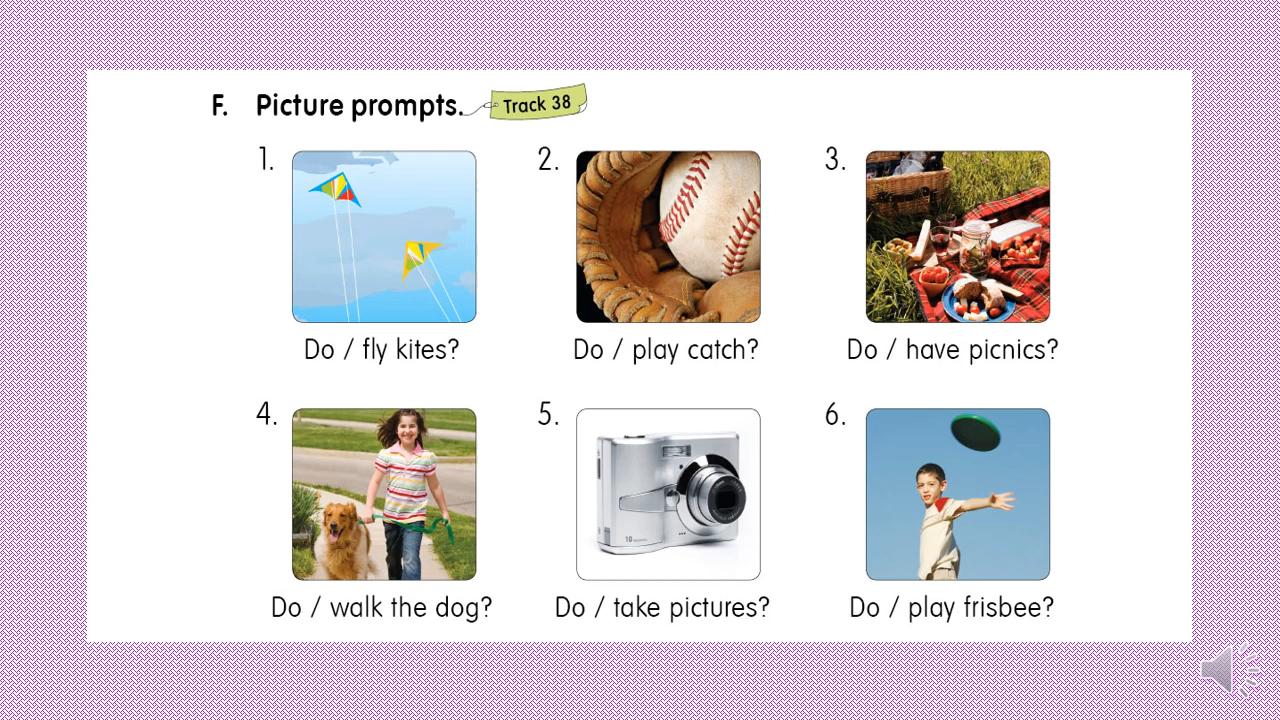 F. Picture prompts. Track 38
1. 2. 3.
Do / fly kites? Do / play catch? Do / have picnics?
4. 5. 6.
Do / walk the dog? Do / take pictures? Do / play frisbee?